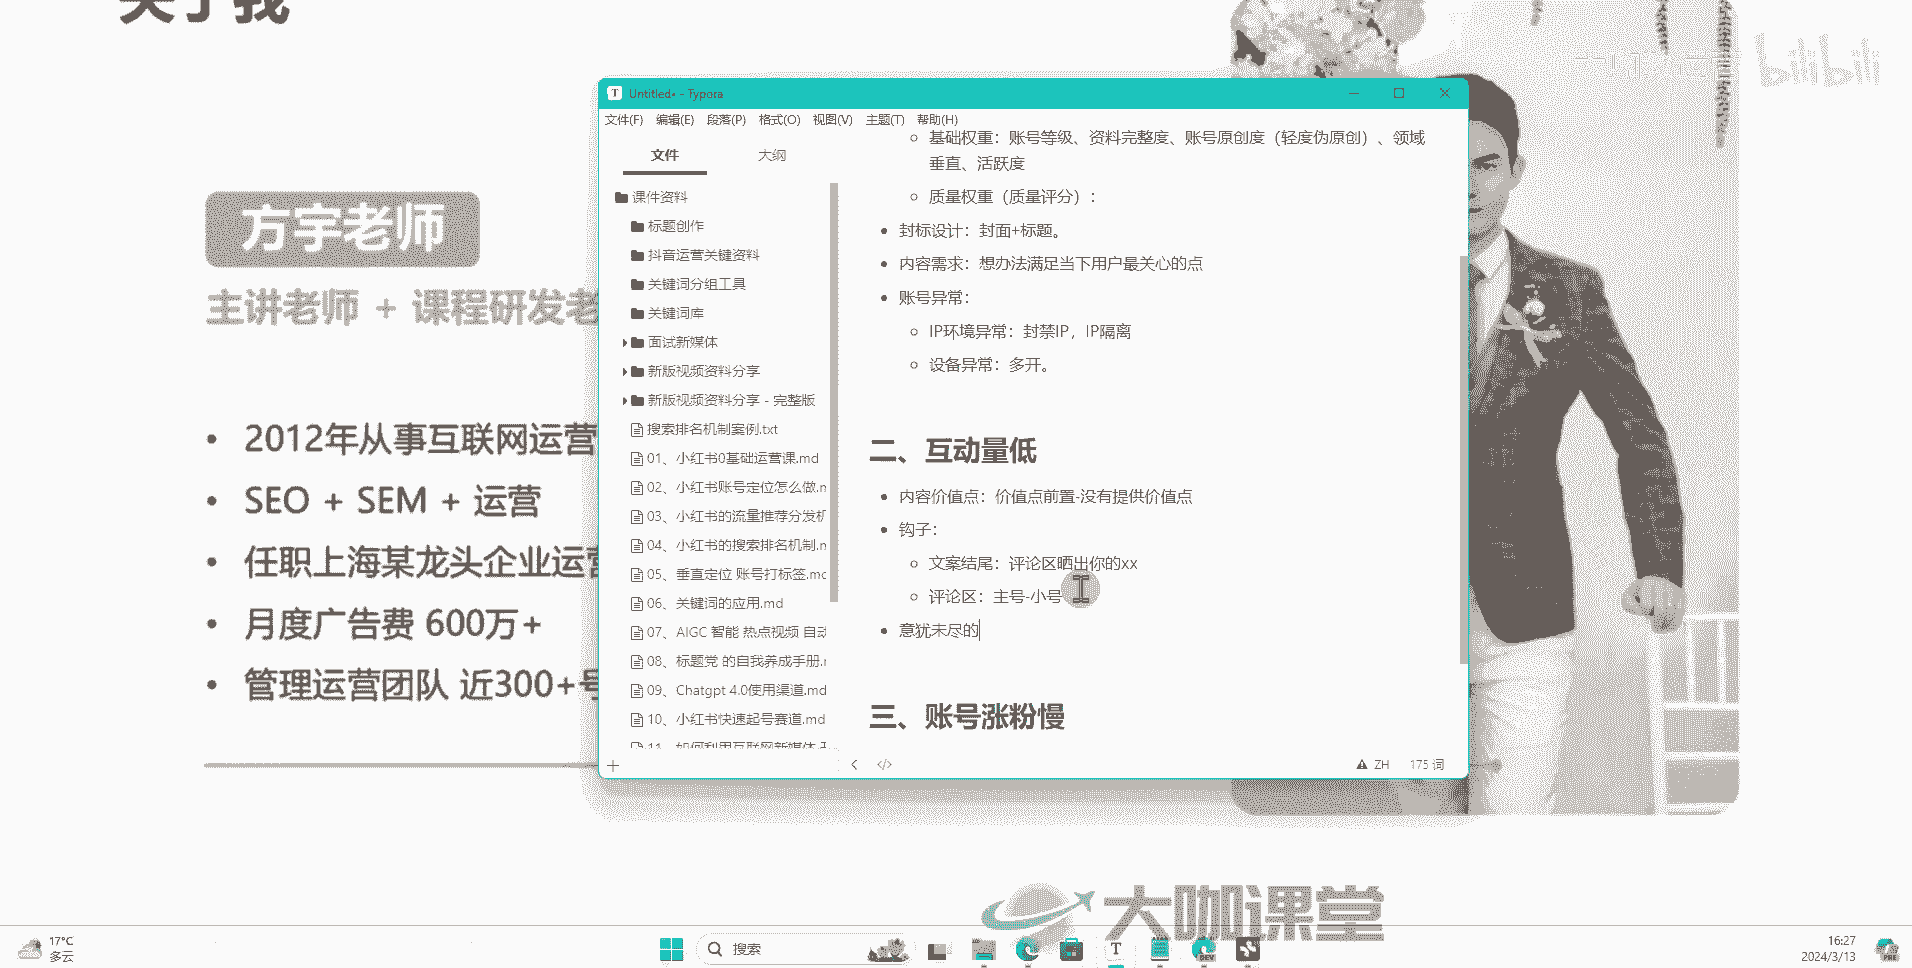 关于我
bilibili
方宇老师
主讲老师 + 课程研发老
2012年从事互联网运营
SEO + SEM + 运营
任职上海某龙头企业运营
月度广告费 600万+
管理运营团队 近300+号
Untitled• - Typora
文件(F) 编辑(E) 段落(P) 格式(O) 视图(V) 主题(T) 帮助(H)
文件 大纲
课件资料
标题创作
抖音运营关键资料
关键词分组工具
关键词库
面试新媒体
新版视频资料分享
新版视频资料分享 - 完整版
搜索排名机制案例.txt
01、小红书0基础运营课.md
02、小红书账号定位怎么做.m
03、小红书的流量推荐分发机
04、小红书的搜索排名机制.m
05、垂直定位 账号打标签.md
06、关键词的应用.md
07、AIGC 智能 热点视频 自动
08、标题党 的自我养成手册.m
09、Chatgpt 4.0使用渠道.md
10、小红书快速起号赛道.md
11、如何利用互联网新媒体
基础权重：账号等级、资料完整度、账号原创度（轻度伪原创）、领域
垂直、活跃度
质量权重（质量评分）：
封标设计：封面+标题。
内容需求：想办法满足当下用户最关心的点
账号异常：
IP环境异常：封禁IP，IP隔离
设备异常：多开。
二、互动量低
内容价值点：价值点前置-没有提供价值点
钩子：
文案结尾：评论区晒出你的xx
评论区：主号-小号
意犹未尽的
三、账号涨粉慢
ZH 175 词
大咖课堂
17°C
多云
搜索
16:27
2024/3/13